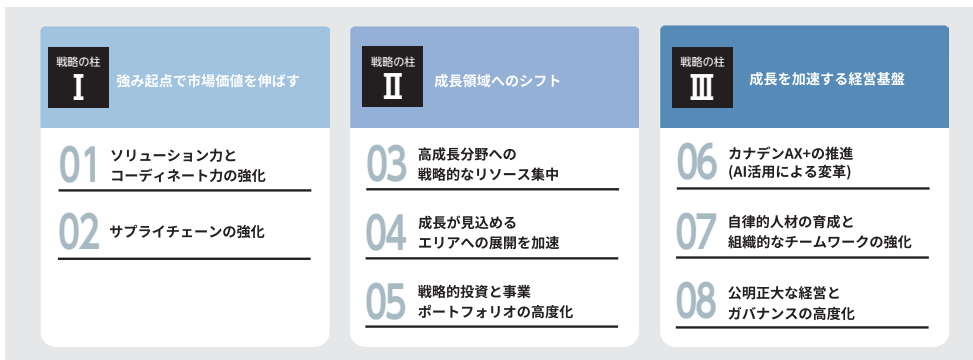 戦略の柱
I
強み起点で市場価値を伸ばす
01
ソリューション力と
コーディネート力の強化
02
サプライチェーンの強化
戦略の柱
II
成長領域へのシフト
03
高成長分野への
戦略的なリソース集中
04
成長が見込める
エリアへの展開を加速
05
戦略的投資と事業
ポートフォリオの高度化
戦略の柱
III
成長を加速する経営基盤
06
カナデンAX+の推進
(AI活用による変革)
07
自律的人材の育成と
組織的なチームワークの強化
08
公明正大な経営と
ガバナンスの高度化